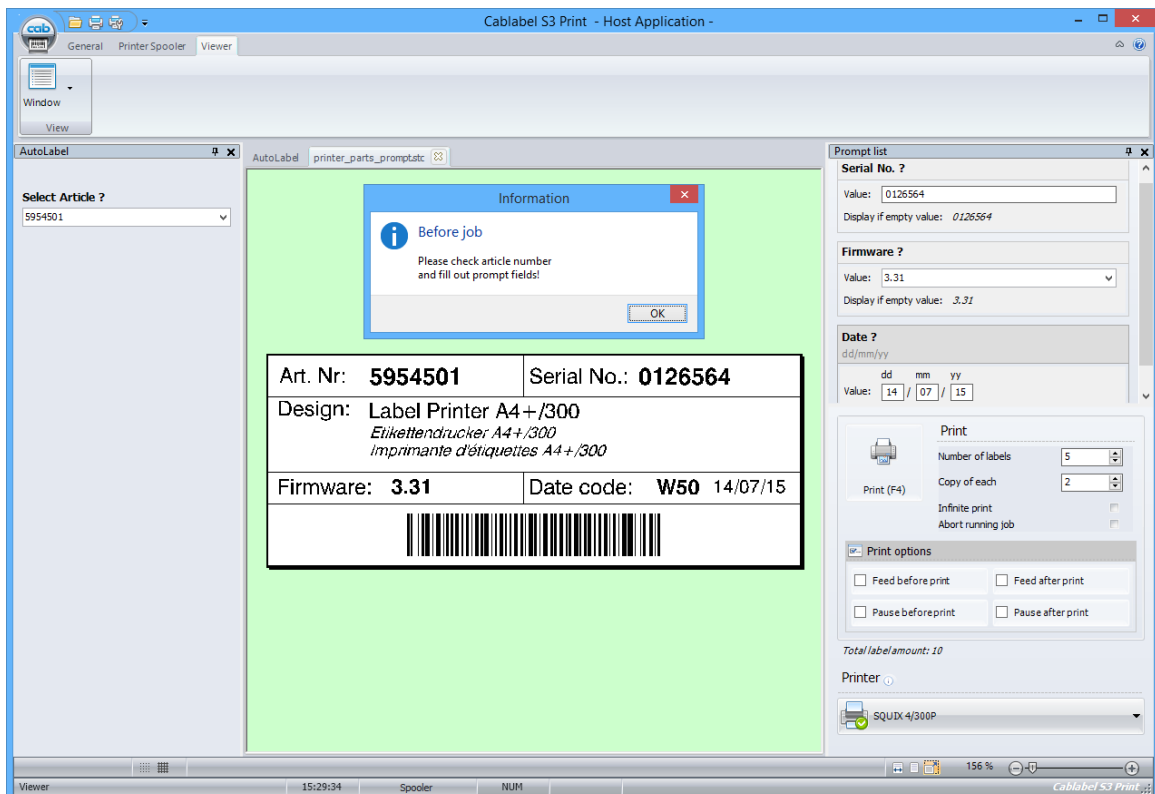 Cablabel S3 Print - Host Application -
cab
General Printer Spooler Viewer
Window
View
AutoLabel
Select Article ?
5954501
AutoLabel printer_parts_prompt.stc
Information
Before job
Please check article number
and fill out prompt fields!
OK
Art. Nr: 5954501 Serial No.: 0126564
Design: Label Printer A4+/300
Etikettendrucker A4+/300
Imprimante d'étiquettes A4+/300
Firmware: 3.31 Date code: W50 14/07/15
Prompt list
Serial No. ?
Value: 0126564
Display if empty value: 0126564
Firmware ?
Value: 3.31
Display if empty value: 3.31
Date ?
dd/mm/yy
dd mm yy
Value: 14 / 07 / 15
Print (F4)
Print
Number of labels 5
Copy of each 2
Infinite print
Abort running job
Print options
Feed before print Feed after print
Pause before print Pause after print
Total label amount: 10
Printer
SQUIX 4/300P
156 %
Viewer 15:29:34 Spooler NUM Cablabel S3 Print